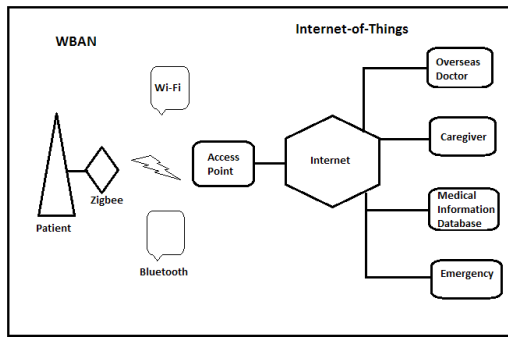 WBAN
Internet-of-Things
Wi-Fi
Overseas
Doctor
Access
Point
Internet
Caregiver
Zigbee
Patient
Medical
Information
Database
Bluetooth
Emergency